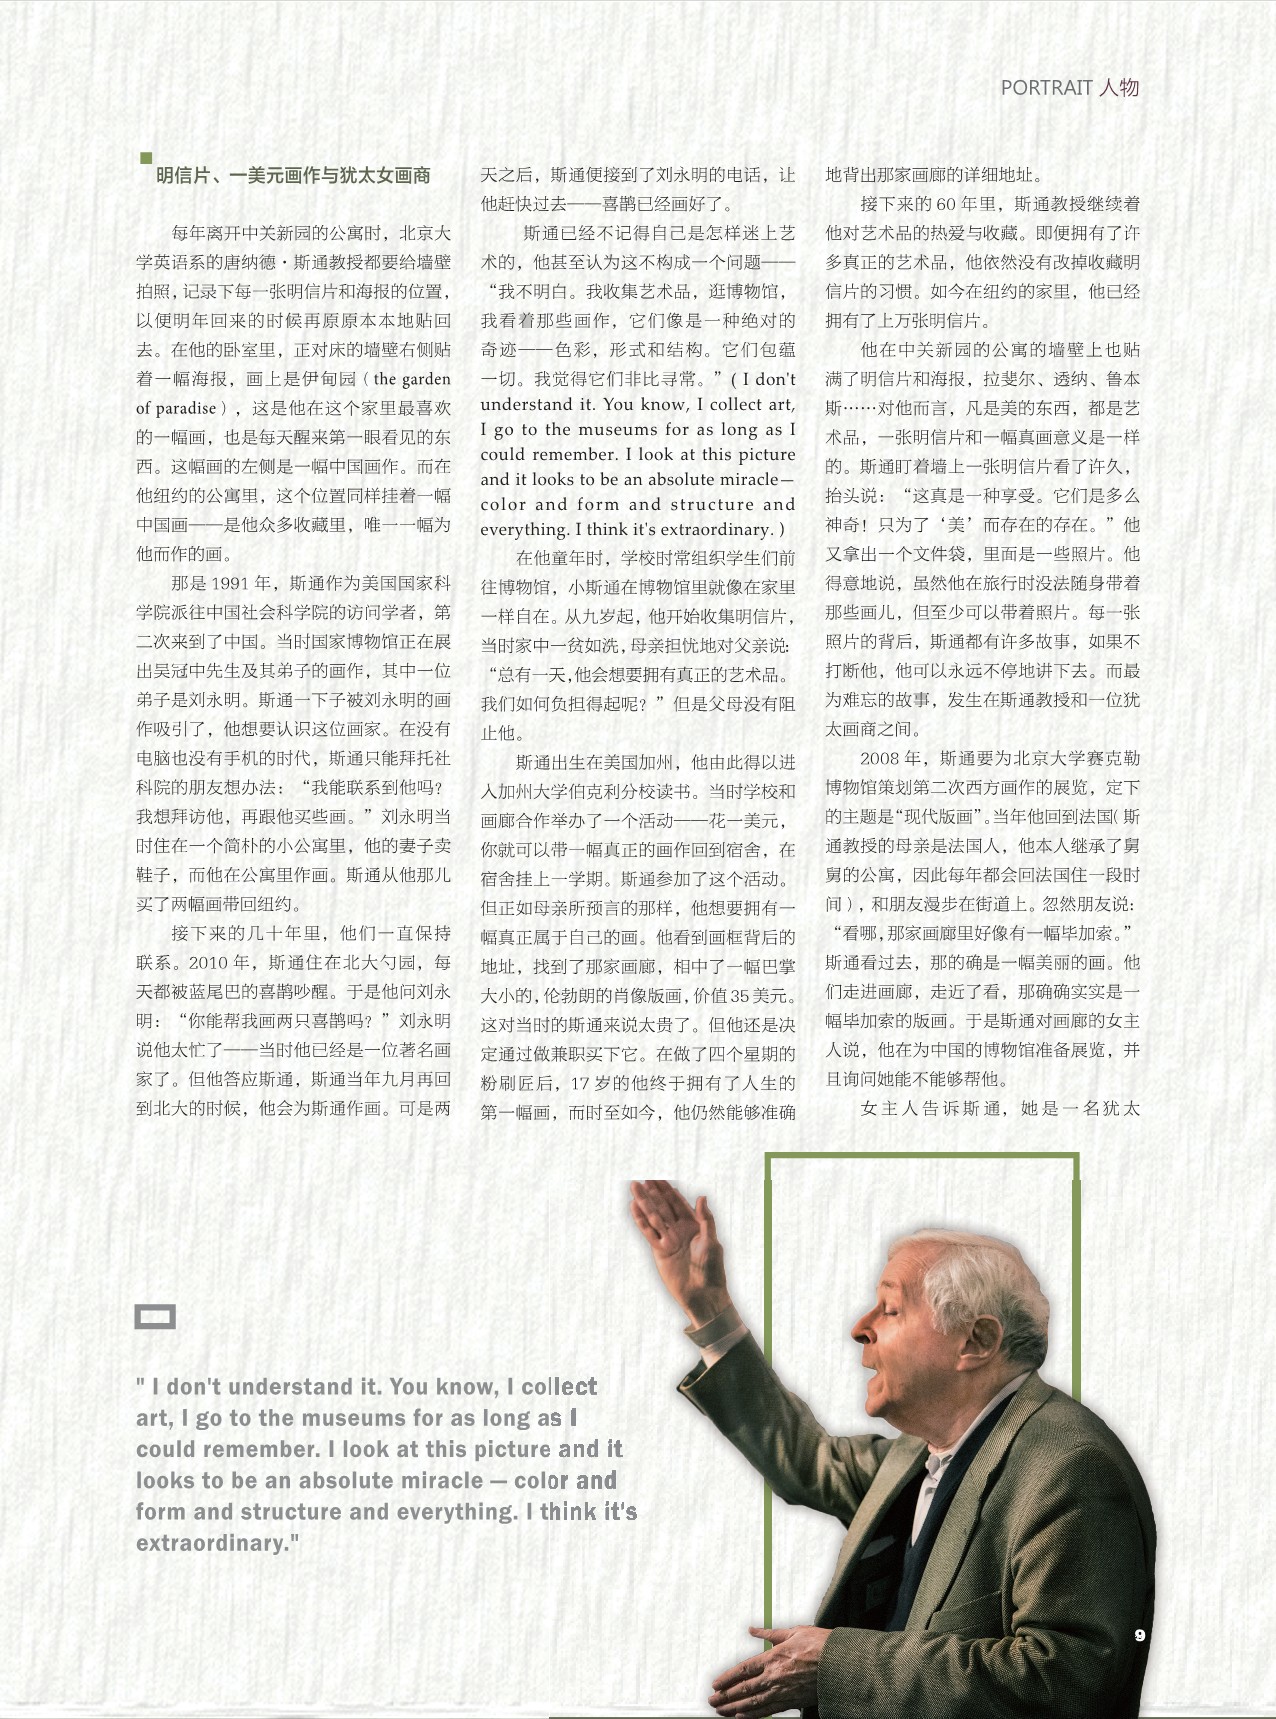 PORTRAIT 人物
明信片、一美元画作与犹太女画商
每年离开中关新园的公寓时，北京大
学英语系的唐纳德·斯通教授都要给墙壁
拍照，记录下每一张明信片和海报的位置，
以便明年回来的时候再原原本本地贴回
去。在他的卧室里，正对床的墙壁右侧贴
着一幅海报，画上是伊甸园（the garden
of paradise），这是他在这个家里最喜欢
的一幅画，也是每天醒来第一眼看见的东
西。这幅画的左侧是一幅中国画作。而在
他纽约的公寓里，这个位置同样挂着一幅
中国画——是他众多收藏里，唯一一幅为
他而作的画。
那是 1991 年，斯通作为美国国家科
学院派往中国社会科学院的访问学者，第
二次来到了中国。当时国家博物馆正在展
出吴冠中先生及其弟子的画作，其中一位
弟子是刘永明。斯通一下子被刘永明的画
作吸引了，他想要认识这位画家。在没有
电脑也没有手机的时代，斯通只能拜托社
科院的朋友想办法：“我能联系到他吗？
我想拜访他，再跟他买些画。”刘永明当
时住在一个简朴的小公寓里，他的妻子卖
鞋子，而他在公寓里作画。斯通从他那儿
买了两幅画带回纽约。
接下来的几十年里，他们一直保持
联系。2010 年，斯通住在北大勺园，每
天都被蓝尾巴的喜鹊吵醒。于是他问刘永
明：“你能帮我画两只喜鹊吗？”刘永明
说他太忙了——当时他已经是一位著名画
家了。但他答应斯通，斯通当年九月再回
到北大的时候，他会为斯通作画。可是两
天之后，斯通便接到了刘永明的电话，让
他赶快过去——喜鹊已经画好了。
斯通已经不记得自己是怎样迷上艺
术的，他甚至认为这不构成一个问题——
“我不明白。我收集艺术品，逛博物馆，
我看着那些画作，它们像是一种绝对的
奇迹——色彩，形式和结构。它们包蕴
一切。我觉得它们非比寻常。”( I don't
understand it. You know, I collect art,
I go to the museums for as long as I
could remember. I look at this picture
and it looks to be an absolute miracle—
color and form and structure and
everything. I think it's extraordinary. )
在他童年时，学校时常组织学生们前
往博物馆，小斯通在博物馆里就像在家里
一样自在。从九岁起，他开始收集明信片，
当时家中一贫如洗，母亲担忧地对父亲说：
“总有一天，他会想要拥有真正的艺术品。
我们如何负担得起呢？”但是父母没有阻
止他。
斯通出生在美国加州，他由此得以进
入加州大学伯克利分校读书。当时学校和
画廊合作举办了一个活动——花一美元，
你就可以带一幅真正的画作回到宿舍，在
宿舍挂上一学期。斯通参加了这个活动。
但正如母亲所预言的那样，他想要拥有一
幅真正属于自己的画。他看到画框背后的
地址，找到了那家画廊，相中了一幅巴掌
大小的，伦勃朗的肖像版画，价值 35 美元。
这对当时的斯通来说太贵了。但他还是决
定通过做兼职买下它。在做了四个星期的
粉刷匠后，17 岁的他终于拥有了人生的
第一幅画，而时至如今，他仍然能够准确
地背出那家画廊的详细地址。
接下来的 60 年里，斯通教授继续着
他对艺术品的热爱与收藏。即便拥有了许
多真正的艺术品，他依然没有改掉收藏明
信片的习惯。如今在纽约的家里，他已经
拥有了上万张明信片。
他在中关新园的公寓的墙壁上也贴
满了明信片和海报，拉斐尔、透纳、鲁本
斯……对他而言，凡是美的东西，都是艺
术品，一张明信片和一幅真画意义是一样
的。斯通盯着墙上一张明信片看了许久，
抬头说：“这真是一种享受。它们是多么
神奇！只为了‘美’而存在的存在。”他
又拿出一个文件袋，里面是一些照片。他
得意地说，虽然他在旅行时没法随身带着
那些画儿，但至少可以带着照片。每一张
照片的背后，斯通都有许多故事，如果不
打断他，他可以永远不停地讲下去。而最
为难忘的故事，发生在斯通教授和一位犹
太画商之间。
2008 年，斯通要为北京大学赛克勒
博物馆策划第二次西方画作的展览，定下
的主题是“现代版画”。当年他回到法国（斯
通教授的母亲是法国人，他本人继承了舅
舅的公寓，因此每年都会回法国住一段时
间），和朋友漫步在街道上。忽然朋友说：
“看哪，那家画廊里好像有一幅毕加索。”
斯通看过去，那的确是一幅美丽的画。他
们走进画廊，走近了看，那确确实实是一
幅毕加索的版画。于是斯通对画廊的女主
人说，他在为中国的博物馆准备展览，并
且询问她能不能够帮他。
女主人告诉斯通，她是一名犹太
" I don't understand it. You know, I collect
art, I go to the museums for as long as I
could remember. I look at this picture and it
looks to be an absolute miracle — color and
form and structure and everything. I think it's
extraordinary."
9